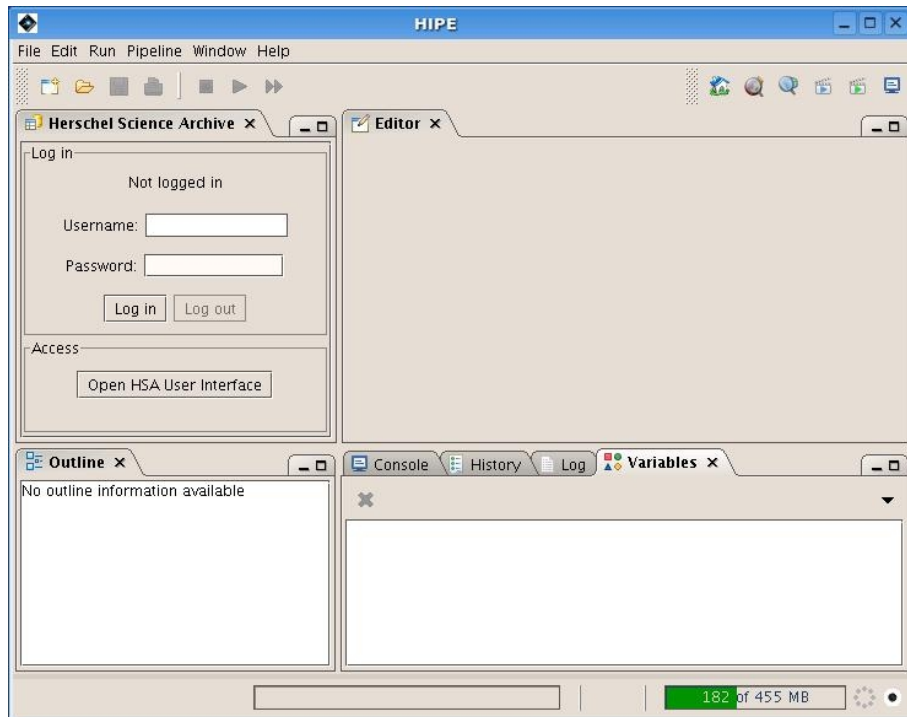 HIPE
File Edit Run Pipeline Window Help
Herschel Science Archive
Editor
Log in
Not logged in
Username:
Password:
Log in Log out
Access
Open HSA User Interface
Outline
Console History Log Variables
No outline information available
182 of 455 MB